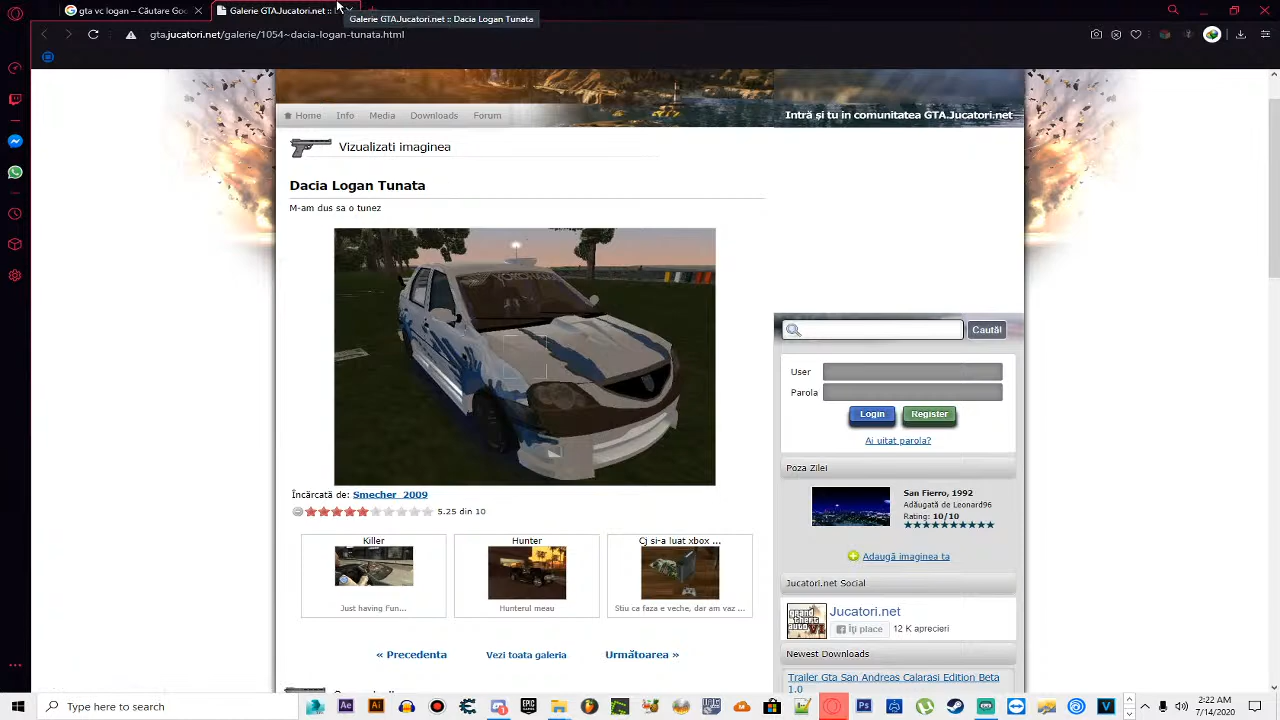 gta vc logan – Căutare Goo
Galerie GTAJucatori.net ::
Galerie GTA.Jucatori.net :: Dacia Logan Tunata
gta.jucatori.net/galerie/1054~dacia-logan-tunata.html
Home Info Media Downloads Forum
Intră și tu in comunitatea GTA.Jucatori.net
Vizualizati imaginea
Dacia Logan Tunata
M-am dus sa o tunez
Încărcată de: Smecher_2009
5.25 din 10
Killer
Just having Fun...
Hunter
Hunterul meau
Cj si-a luat xbox ...
Stiu ca faza e veche, dar am vaz ...
« Precedenta Vezi toata galeria Următoarea »
Caută!
User
Parola
Login Register
Ai uitat parola?
Poza Zilei
San Fierro, 1992
Adăugată de Leonard96
Rating: 10/10
Adaugă imaginea ta
Jucatori.net Social
Jucatori.net
Îţi place 12 K aprecieri
Newest Downloads
Trailer Gta San Andreas Calarasi Edition Beta
1.0
Type here to search
2:22 AM
7/14/2020